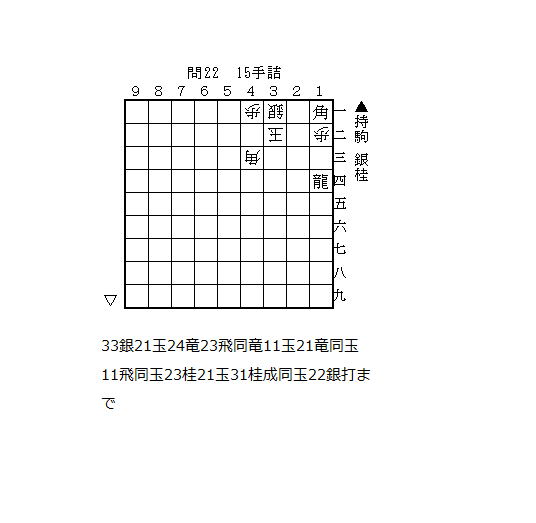 問22 15手詰
9 8 7 6 5 4 3 2 1
歩 銀 角 一
玉 歩 二
角 三
龍 四
五
六
七
八
九
▲持駒 銀桂
▽
33銀21玉24竜23飛同竜11玉21竜同玉
11飛同玉23桂21玉31桂成同玉22銀打ま
で